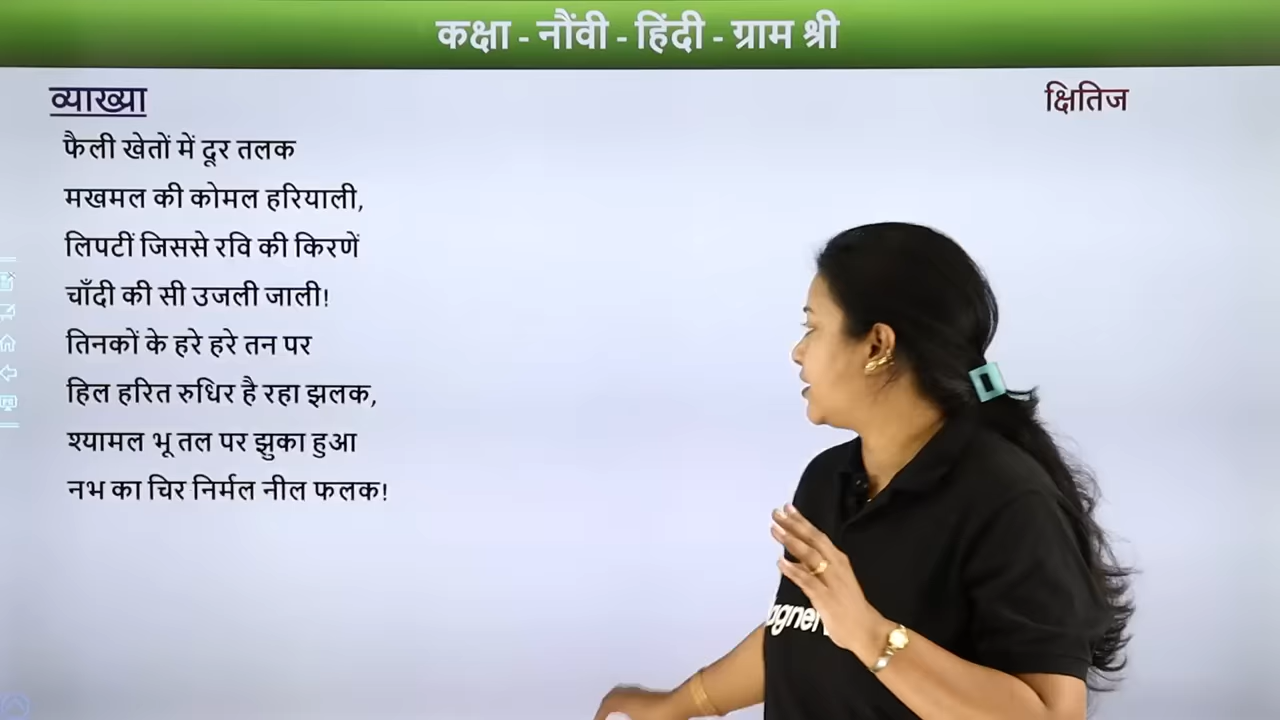 कक्षा - नौंवी - हिंदी - ग्राम श्री
व्याख्या
क्षितिज
फैली खेतों में दूर तलक
मखमल की कोमल हरियाली,
लिपटीं जिससे रवि की किरणें
चाँदी की सी उजली जाली!
तिनकों के हरे हरे तन पर
हिल हरित रुधिर है रहा झलक,
श्यामल भू तल पर झुका हुआ
नभ का चिर निर्मल नील फलक!